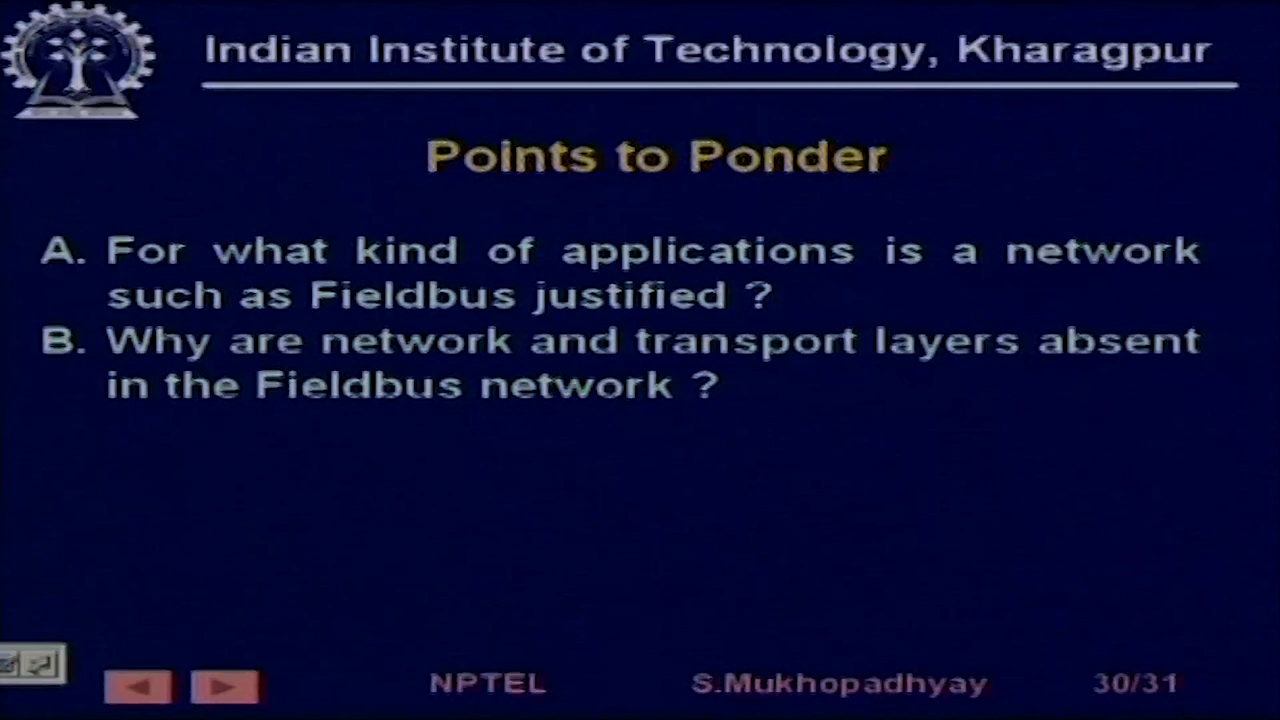 Indian Institute of Technology, Kharagpur
Points to Ponder
A. For what kind of applications is a network
such as Fieldbus justified ?
B. Why are network and transport layers absent
in the Fieldbus network ?
NPTEL S.Mukhopadhyay 30/31